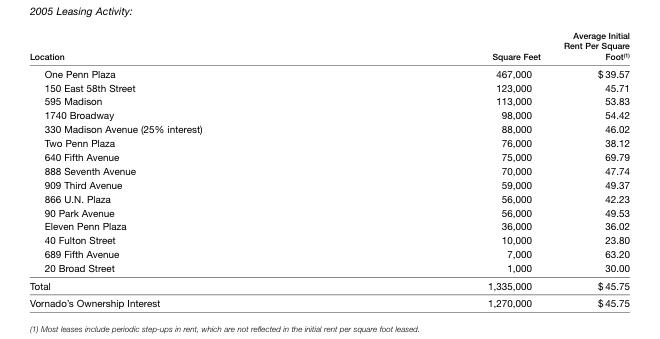 2005 Leasing Activity:
Average Initial
Rent Per Square
Location Square Feet Foot(1)
One Penn Plaza 467,000 $ 39.57
150 East 58th Street 123,000 45.71
595 Madison 113,000 53.83
1740 Broadway 98,000 54.42
330 Madison Avenue (25% interest) 88,000 46.02
Two Penn Plaza 76,000 38.12
640 Fifth Avenue 75,000 69.79
888 Seventh Avenue 70,000 47.74
909 Third Avenue 59,000 49.37
866 U.N. Plaza 56,000 42.23
90 Park Avenue 56,000 49.53
Eleven Penn Plaza 36,000 36.02
40 Fulton Street 10,000 23.80
689 Fifth Avenue 7,000 63.20
20 Broad Street 1,000 30.00
Total 1,335,000 $ 45.75
Vornado's Ownership Interest 1,270,000 $ 45.75
(1) Most leases include periodic step-ups in rent, which are not reflected in the initial rent per square foot leased.